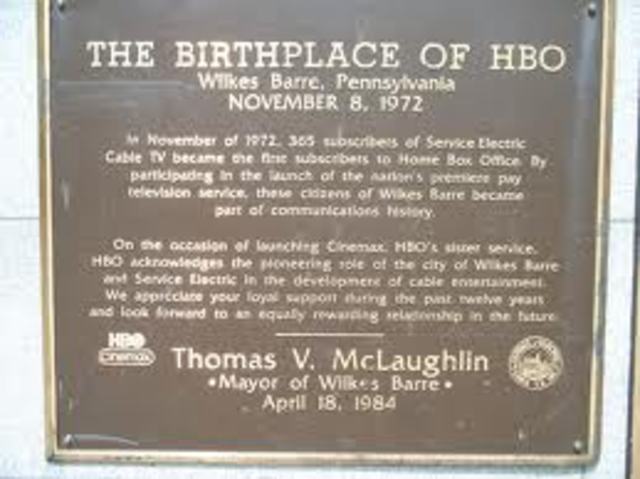 THE BIRTHPLACE OF HBO
Wilkes Barre, Pennsylvania
NOVEMBER 8, 1972
In November of 1972, 365 subscribers of Service Electric
Cable TV became the first subscribers to Home Box Office. By
participating in the launch of the nation's premiere pay
television service, these citizens of Wilkes Barre became
part of communications history.
On the occasion of launching Cinemax, HBO's sister service,
HBO acknowledges the pioneering role of the city of Wilkes Barre
and Service Electric in the development of cable entertainment.
We appreciate your loyal support during the past twelve years
and look forward to an equally rewarding relationship in the future.
HBO
Cinemax
Thomas V. McLaughlin
•Mayor of Wilkes Barre•
April 18, 1984